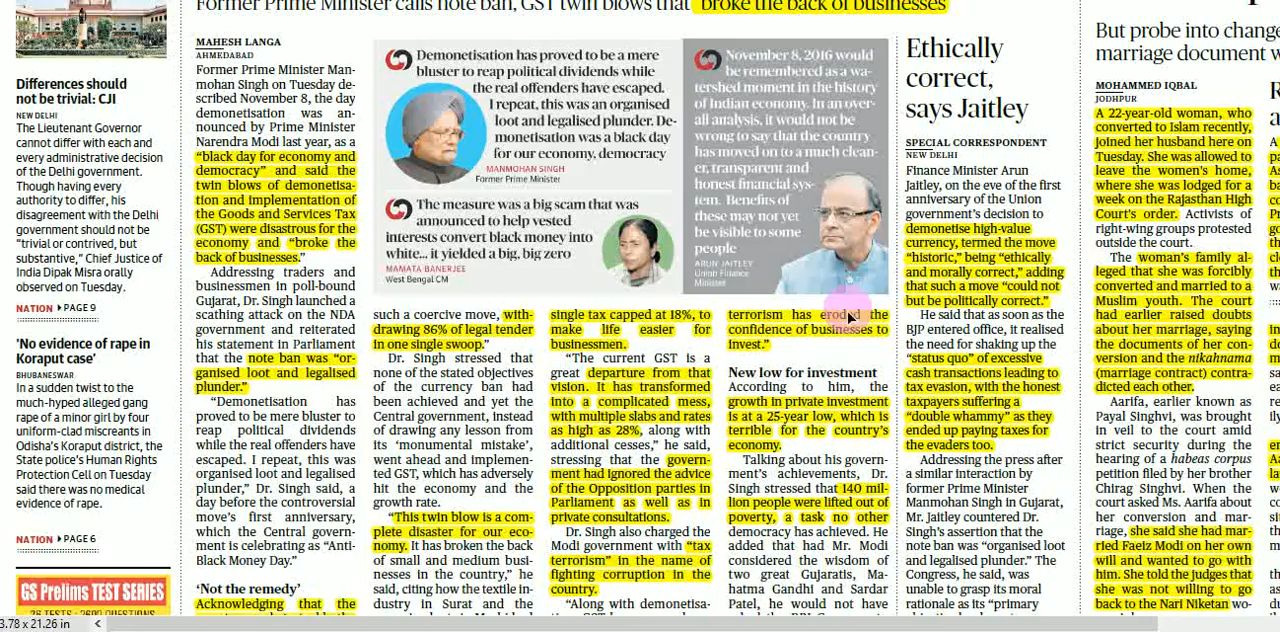 Former Prime Minister calls note ban, GST twin blows that "broke the back of businesses"
Differences should
not be trivial: CJI
NEW DELHI
The Lieutenant Governor
cannot differ with each and
every administrative decision
of the Delhi government.
Though having every
authority to differ, his
disagreement with the Delhi
government should not be
"trivial or contrived, but
substantive," Chief Justice of
India Dipak Misra orally
observed on Tuesday.
NATION PAGE 9
'No evidence of rape in
Koraput case'
BHUBANESWAR
In a sudden twist to the
much-hyped alleged gang
rape of a minor girl by four
uniform-clad miscreants in
Odisha's Koraput district, the
State police's Human Rights
Protection Cell on Tuesday
said there was no medical
evidence of rape.
NATION PAGE 6
GS Prelims TEST SERIES
3.78 x 21.26 in
MAHESH LANGA
AHMEDABAD
Former Prime Minister Man-
mohan Singh on Tuesday de-
scribed November 8, the day
demonetisation was an-
nounced by Prime Minister
Narendra Modi last year, as a
"black day for economy and
democracy" and said the
twin blows of demonetisa-
tion and implementation of
the Goods and Services Tax
(GST) were disastrous for the
economy and "broke the
back of businesses."
Addressing traders and
businessmen in poll-bound
Gujarat, Dr. Singh launched a
scathing attack on the NDA
government and reiterated
his statement in Parliament
that the note ban was "or-
ganised loot and legalised
plunder."
"Demonetisation has
proved to be mere bluster to
reap political dividends
while the real offenders have
escaped. I repeat, this was
organised loot and legalised
plunder," Dr. Singh said, a
day before the controversial
move's first anniversary,
which the Central govern-
ment is celebrating as "Anti-
Black Money Day."
'Not the remedy'
Acknowledging that the
Demonetisation has proved to be a mere
bluster to reap political dividends while
the real offenders have escaped.
I repeat, this was an organised
loot and legalised plunder. De-
monetisation was a black day
for our economy, democracy
MANMOHAN SINGH
Former Prime Minister
The measure was a big scam that was
announced to help vested
interests convert black money into
white... it yielded a big, big zero
MAMATA BANERJEE
West Bengal CM
November 8, 2016 would
be remembered as a wa-
tershed moment in the history
of Indian economy. In an over-
all analysis, it would not be
wrong to say that the country
has moved on to a much clean-
er, transparent and
honest financial sys-
tem. Benefits of
these may not yet
be visible to some
people
ARUN JAITLEY
Union Finance
Minister
such a coercive move, with-
drawing 86% of legal tender
in one single swoop."
Dr. Singh stressed that
none of the stated objectives
of the currency ban had
been achieved and yet the
Central government, instead
of drawing any lesson from
its 'monumental mistake',
went ahead and implemen-
ted GST, which has adversely
hit the economy and the
growth rate.
"This twin blow is a com-
plete disaster for our eco-
nomy. It has broken the back
of small and medium busi-
nesses in the country," he
said, citing how the textile in-
dustry in Surat and the
single tax capped at 18%, to
make life easier for
businessmen.
"The current GST is a
great departure from that
vision. It has transformed
into a complicated mess,
with multiple slabs and rates
as high as 28%, along with
additional cesses," he said,
stressing that the govern-
ment had ignored the advice
of the Opposition parties in
Parliament as well as in
private consultations.
Dr. Singh also charged the
Modi government with "tax
terrorism" in the name of
fighting corruption in the
country.
"Along with demonetisa-
terrorism has eroded the
confidence of businesses to
invest."
New low for investment
According to him, the
growth in private investment
is at a 25-year low, which is
terrible for the country's
economy.
Talking about his govern-
ment's achievements, Dr.
Singh stressed that 140 mil-
lion people were lifted out of
poverty, a task no other
democracy has achieved. He
added that had Mr. Modi
considered the wisdom of
two great Gujaratis, Ma-
hatma Gandhi and Sardar
Patel, he would not have
Ethically
correct,
says Jaitley
SPECIAL CORRESPONDENT
NEW DELHI
Finance Minister Arun
Jaitley, on the eve of the first
anniversary of the Union
government's decision to
demonetise high-value
currency, termed the move
"historic," being "ethically
and morally correct," adding
that such a move "could not
but be politically correct."
He said that as soon as the
BJP entered office, it realised
the need for shaking up the
"status quo" of excessive
cash transactions leading to
tax evasion, with the honest
taxpayers suffering a
"double whammy" as they
ended up paying taxes for
the evaders too.
Addressing the press after
a similar interaction by
former Prime Minister
Manmohan Singh in Gujarat,
Mr. Jaitley countered Dr.
Singh's assertion that the
note ban was "organised loot
and legalised plunder." The
Congress, he said, was
unable to grasp its moral
rationale as its "primary
But probe into change
marriage document w
MOHAMMED IQBAL
JODHPUR
A 22-year-old woman, who
converted to Islam recently,
joined her husband here on
Tuesday. She was allowed to
leave the women's home,
where she was lodged for a
week on the Rajasthan High
Court's order. Activists of
right-wing groups protested
outside the court.
The woman's family al-
leged that she was forcibly
converted and married to a
Muslim youth. The court
had earlier raised doubts
about her marriage, saying
the documents of her con-
version and the nikahnama
(marriage contract) contra-
dicted each other.
Aarifa, earlier known as
Payal Singhvi, was brought
in veil to the court amid
strict security during the
hearing of a habeas corpus
petition filed by her brother
Chirag Singhvi. When the
court asked Ms. Aarifa about
her conversion and mar-
riage, she said she had mar-
ried Faeiz Modi on her own
will and wanted to go with
him. She told the judges that
she was not willing to go
back to the Nari Niketan wo-